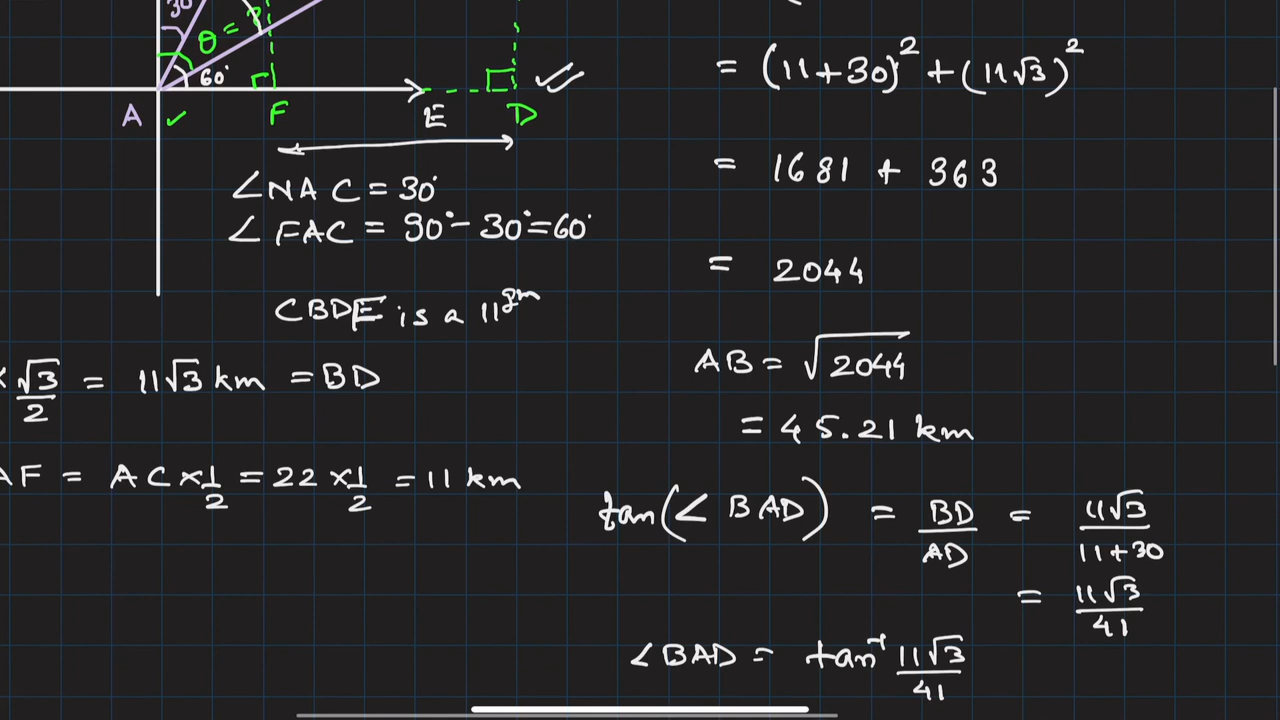 30
θ = ?
60°
A F E D
∠NAC = 30°
∠FAC = 90° - 30° = 60°
CBDE is a 11gm
× √3/2 = 11√3 km = BD
AF = AC × 1/2 = 22 × 1/2 = 11 km
= (11+30)² + (11√3)²
= 1681 + 363
= 2044
AB = √2044
= 45.21 km
tan(∠BAD) = BD/AD = 11√3/11+30
= 11√3/41
∠BAD = tan⁻¹ 11√3/41